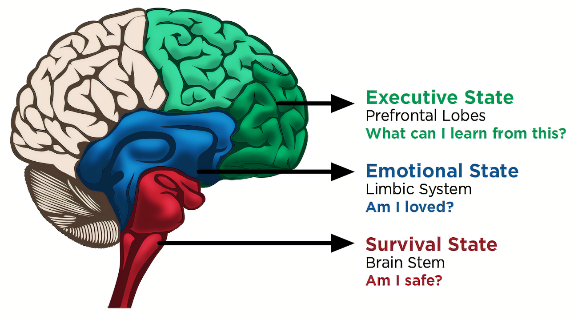 Executive State
Prefrontal Lobes
What can I learn from this?
Emotional State
Limbic System
Am I loved?
Survival State
Brain Stem
Am I safe?